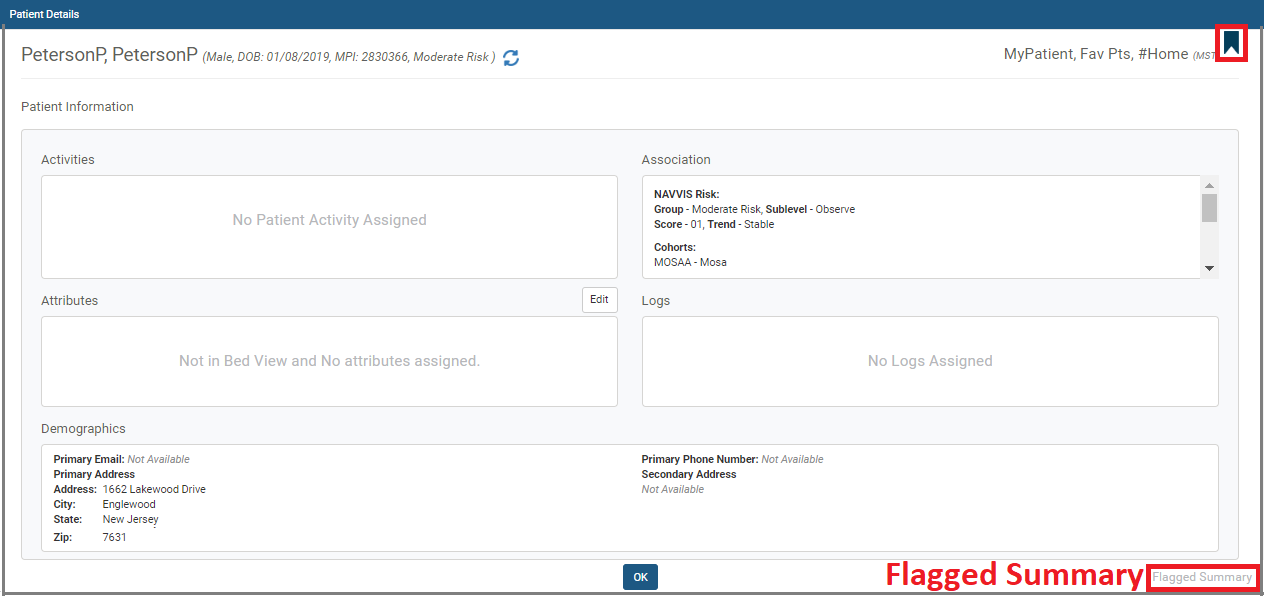 Patient Details
PetersonP, PetersonP (Male, DOB: 01/08/2019, MPI: 2830366, Moderate Risk )
MyPatient, Fav Pts, #Home (MST
Patient Information
Activities
No Patient Activity Assigned
Association
NAVVIS Risk:
Group - Moderate Risk, Sublevel - Observe
Score - 01, Trend - Stable
Cohorts:
MOSAA - Mosa
Attributes
Edit
Not in Bed View and No attributes assigned.
Logs
No Logs Assigned
Demographics
Primary Email: Not Available
Primary Address
Address: 1662 Lakewood Drive
City: Englewood
State: New Jersey
Zip: 7631
Primary Phone Number: Not Available
Secondary Address
Not Available
OK
Flagged Summary
Flagged Summary